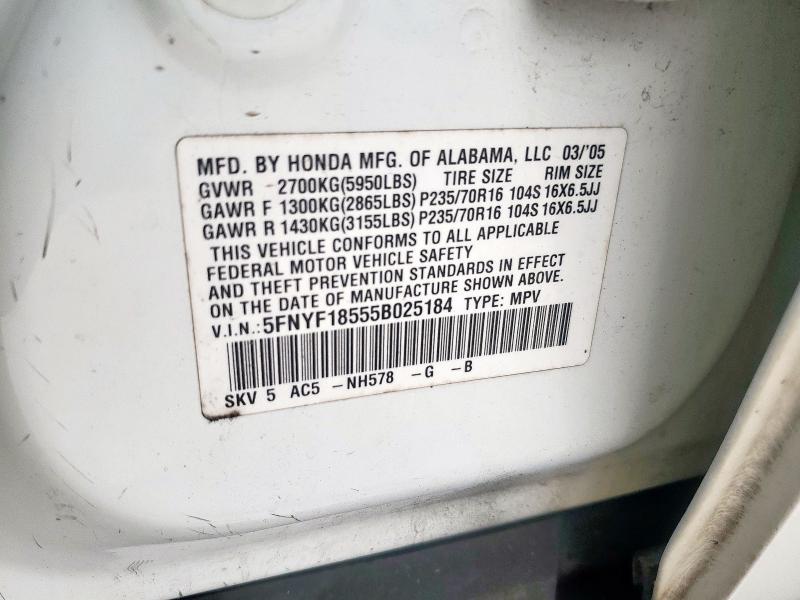 MFD. BY HONDA MFG. OF ALABAMA, LLC 03/'05
GVWR 2700KG(5950LBS) TIRE SIZE RIM SIZE
GAWR F 1300KG(2865LBS) P235/70R16 104S 16X6.5JJ
GAWR R 1430KG(3155LBS) P235/70R16 104S 16X6.5JJ
THIS VEHICLE CONFORMS TO ALL APPLICABLE
FEDERAL MOTOR VEHICLE SAFETY
AND THEFT PREVENTION STANDARDS IN EFFECT
ON THE DATE OF MANUFACTURE SHOWN ABOVE.
V.I.N.:5FNYF18555B025184 TYPE: MPV
SKV 5 AC5 -NH578 -G -B